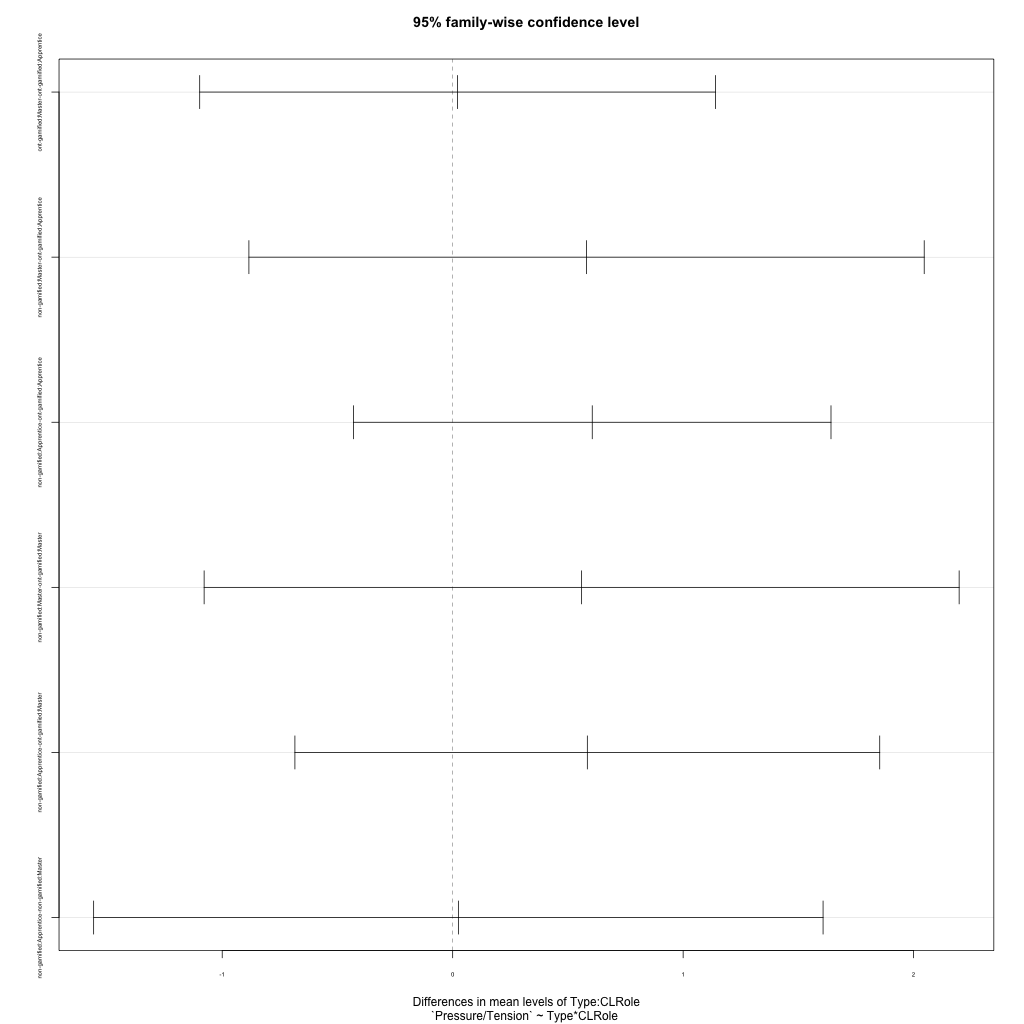 95% family-wise confidence level
ont-gamified:Master-ont-gamified:Apprentice
non-gamified:Master-ont-gamified:Apprentice
non-gamified:Apprentice-ont-gamified:Apprentice
non-gamified:Master-ont-gamified:Master
non-gamified:Apprentice-ont-gamified:Master
non-gamified:Apprentice-non-gamified:Master
-1 0 1 2
Differences in mean levels of Type:CLRole
`Pressure/Tension` ~ Type*CLRole